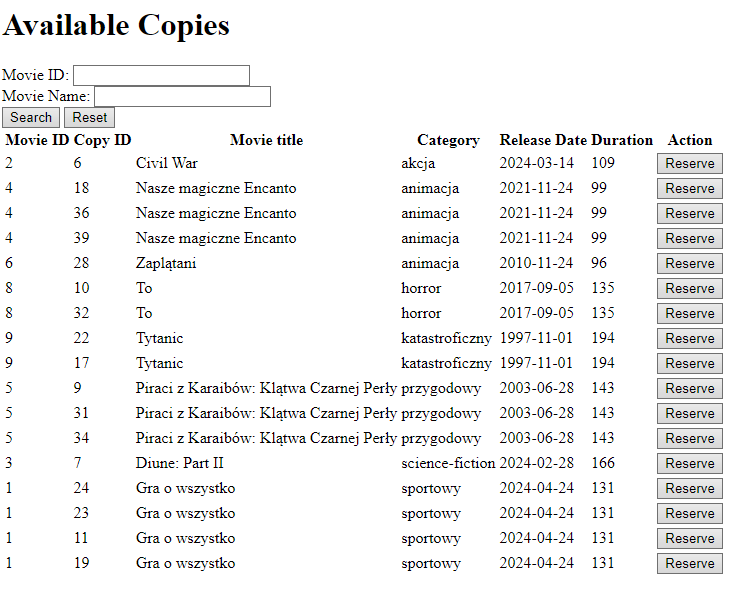 Available Copies
Movie ID:
Movie Name:
Search Reset
Movie ID Copy ID Movie title Category Release Date Duration Action
2 6 Civil War akcja 2024-03-14 109 Reserve
4 18 Nasze magiczne Encanto animacja 2021-11-24 99 Reserve
4 36 Nasze magiczne Encanto animacja 2021-11-24 99 Reserve
4 39 Nasze magiczne Encanto animacja 2021-11-24 99 Reserve
6 28 Zaplątani animacja 2010-11-24 96 Reserve
8 10 To horror 2017-09-05 135 Reserve
8 32 To horror 2017-09-05 135 Reserve
9 22 Tytanic katastroficzny 1997-11-01 194 Reserve
9 17 Tytanic katastroficzny 1997-11-01 194 Reserve
5 9 Piraci z Karaibów: Klątwa Czarnej Perły przygodowy 2003-06-28 143 Reserve
5 31 Piraci z Karaibów: Klątwa Czarnej Perły przygodowy 2003-06-28 143 Reserve
5 34 Piraci z Karaibów: Klątwa Czarnej Perły przygodowy 2003-06-28 143 Reserve
3 7 Diune: Part II science-fiction 2024-02-28 166 Reserve
1 24 Gra o wszystko sportowy 2024-04-24 131 Reserve
1 23 Gra o wszystko sportowy 2024-04-24 131 Reserve
1 11 Gra o wszystko sportowy 2024-04-24 131 Reserve
1 19 Gra o wszystko sportowy 2024-04-24 131 Reserve